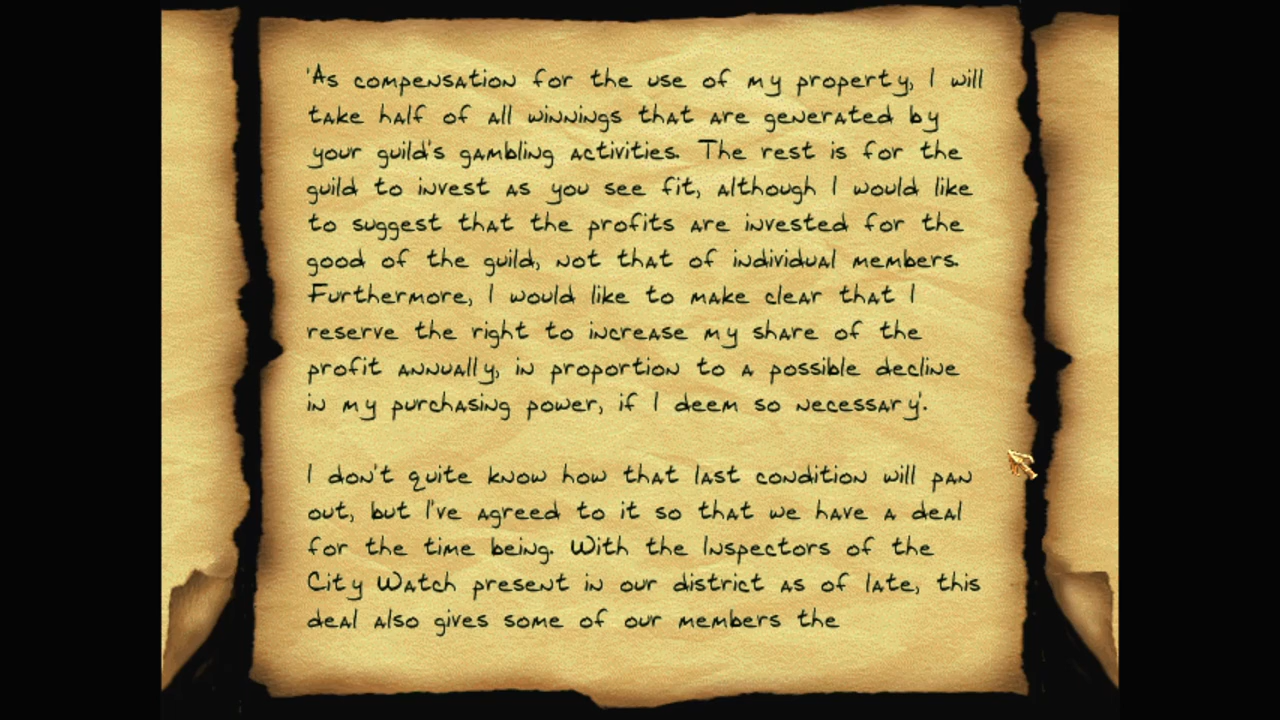 'As compensation for the use of my property, I will
take half of all winnings that are generated by
your guild's gambling activities. The rest is for the
guild to invest as you see fit, although I would like
to suggest that the profits are invested for the
good of the guild, not that of individual members.
Furthermore, I would like to make clear that I
reserve the right to increase my share of the
profit annually, in proportion to a possible decline
in my purchasing power, if I deem so necessary'.
I don't quite know how that last condition will pan
out, but I've agreed to it so that we have a deal
for the time being. With the Inspectors of the
City Watch present in our district as of late, this
deal also gives some of our members the